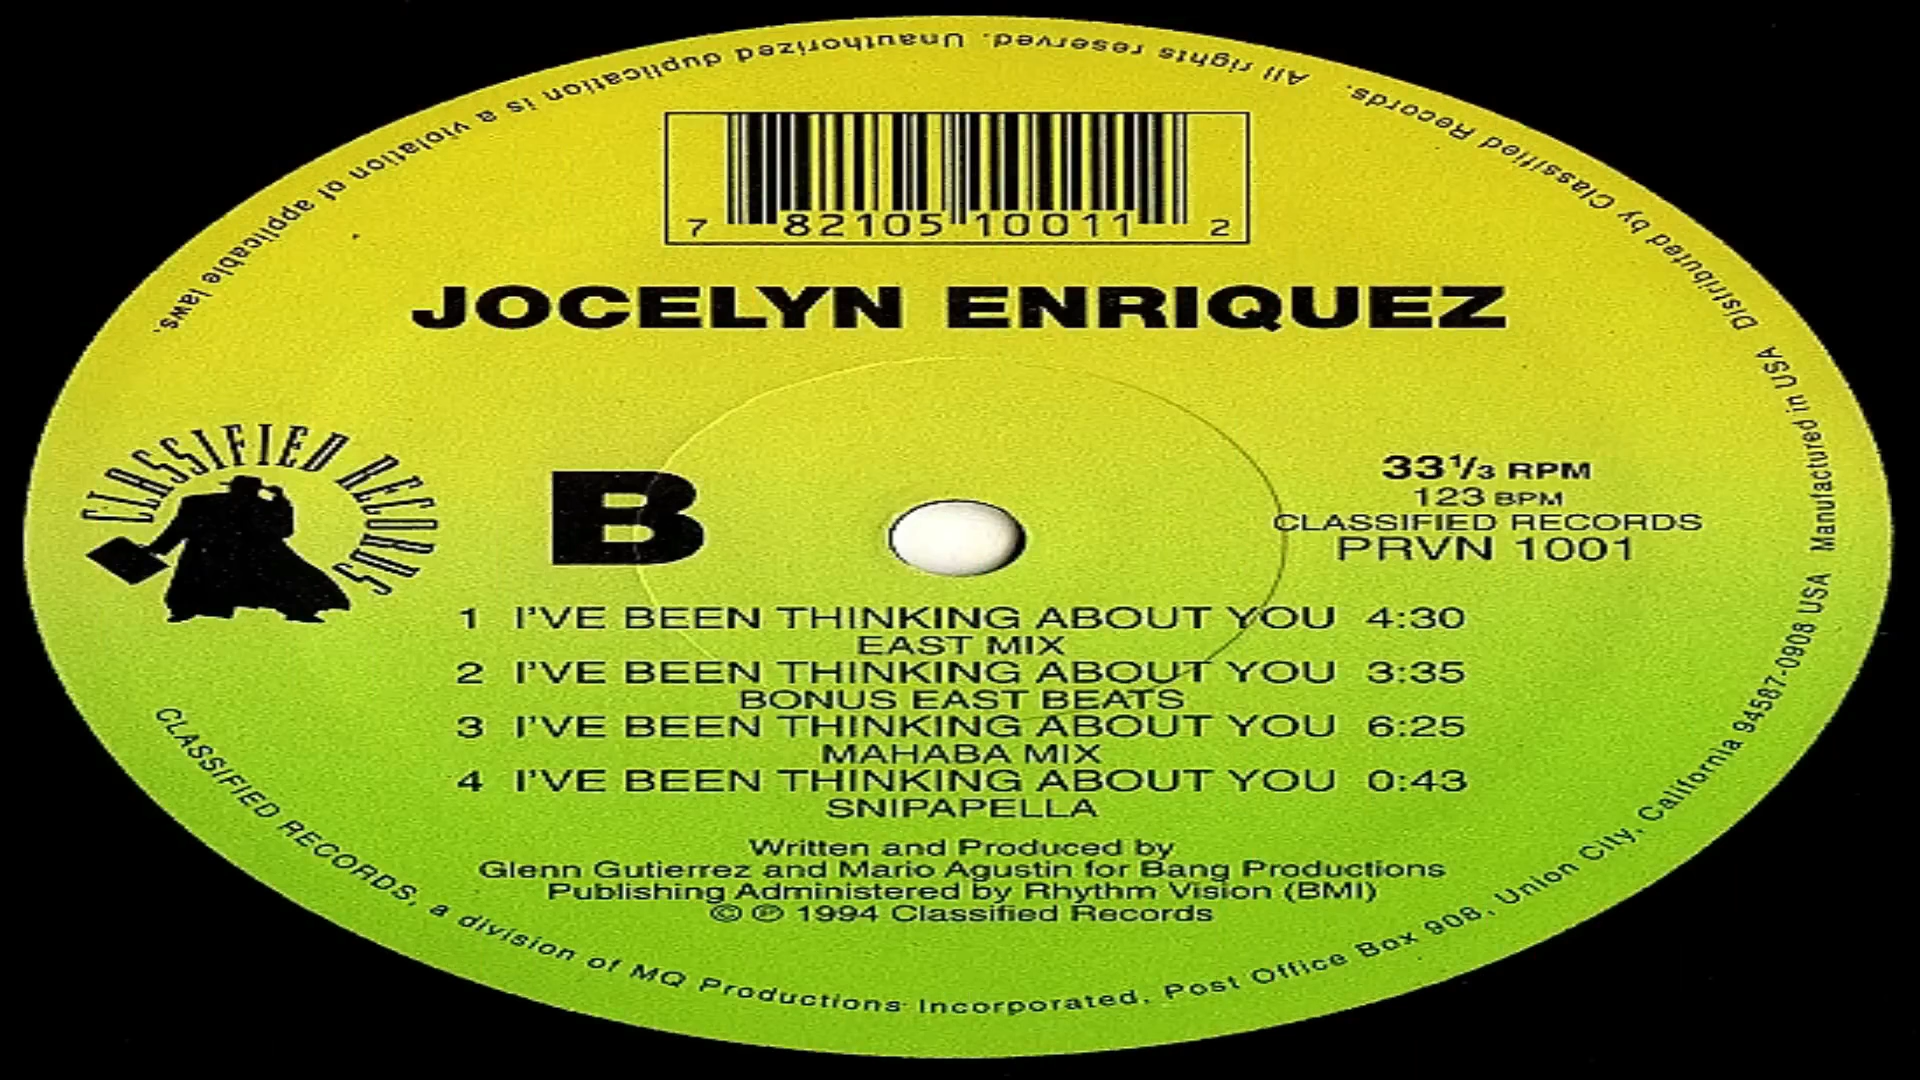 7 82105 10011 2
JOCELYN ENRIQUEZ
CLASSIFIED RECORDS
B
33 1/3 RPM
123 BPM
CLASSIFIED RECORDS
PRVN 1001
1 I'VE BEEN THINKING ABOUT YOU 4:30
EAST MIX
2 I'VE BEEN THINKING ABOUT YOU 3:35
BONUS EAST BEATS
3 I'VE BEEN THINKING ABOUT YOU 6:25
MAHABA MIX
4 I'VE BEEN THINKING ABOUT YOU 0:43
SNIPAPELLA
Written and Produced by
Glenn Gutierrez and Mario Agustin for Bang Productions
Publishing Administered by Rhythm Vision (BMI)
© ℗ 1994 Classified Records
CLASSIFIED RECORDS, a division of MQ Productions Incorporated, Post Office Box 908, Union City, California 94587-0908 USA Manufactured in USA Distributed by Classified Records. All rights reserved. Unauthorized duplication is a violation of applicable laws.